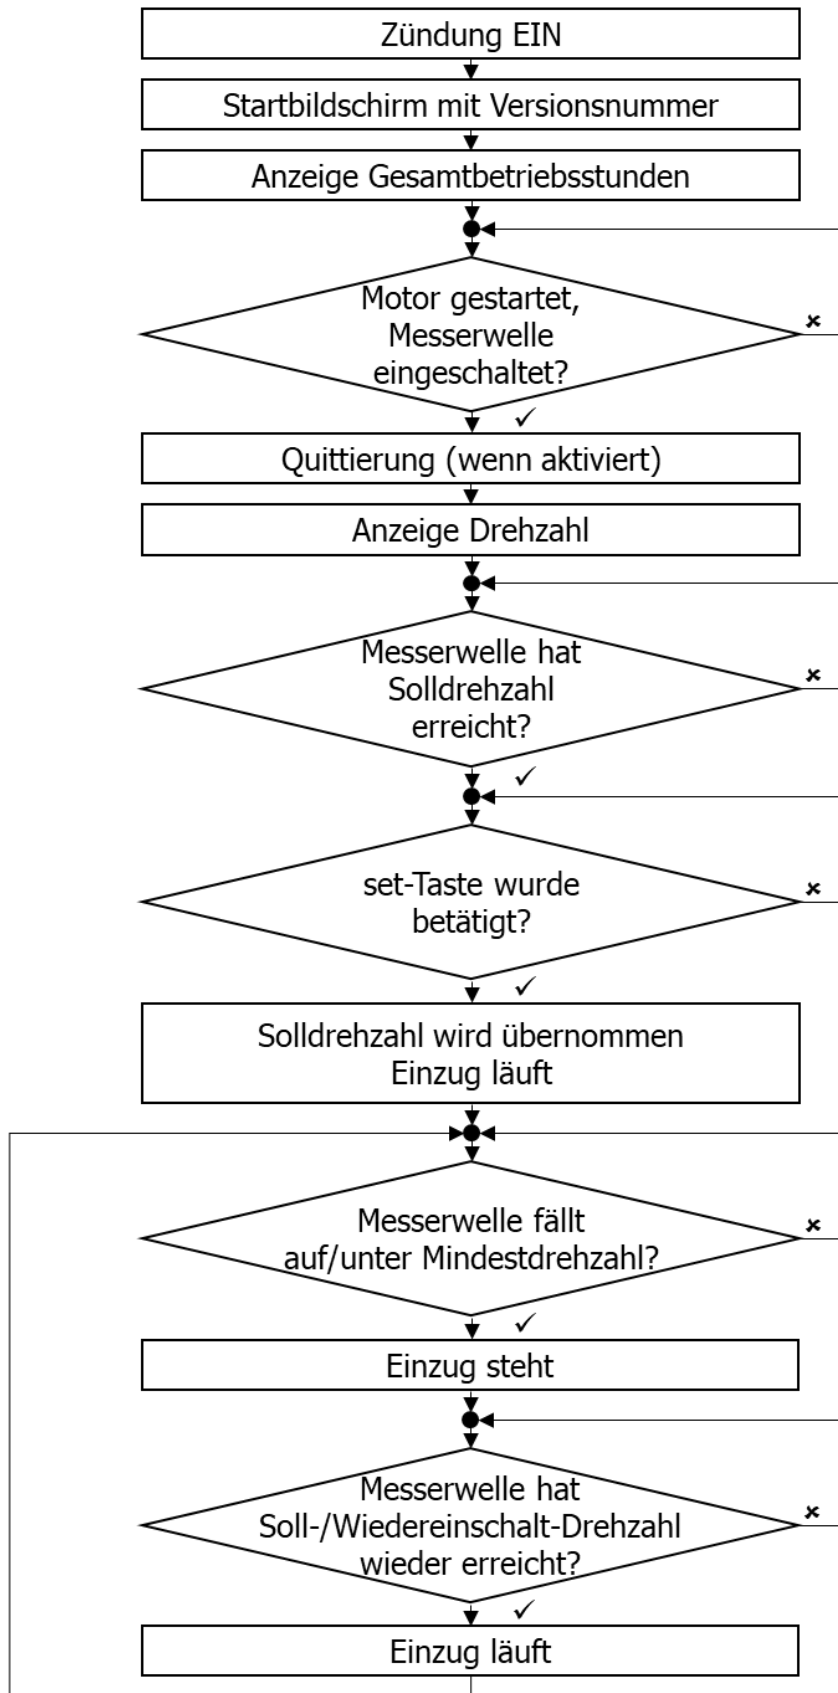 Zündung EIN
Startbildschirm mit Versionsnummer
Anzeige Gesamtbetriebsstunden
Motor gestartet,
Messerwelle
eingeschaltet?
Quittierung (wenn aktiviert)
Anzeige Drehzahl
Messerwelle hat
Solldrehzahl
erreicht?
set-Taste wurde
betätigt?
Solldrehzahl wird übernommen
Einzug läuft
Messerwelle fällt
auf/unter Mindestdrehzahl?
Einzug steht
Messerwelle hat
Soll-/Wiedereinschalt-Drehzahl
wieder erreicht?
Einzug läuft